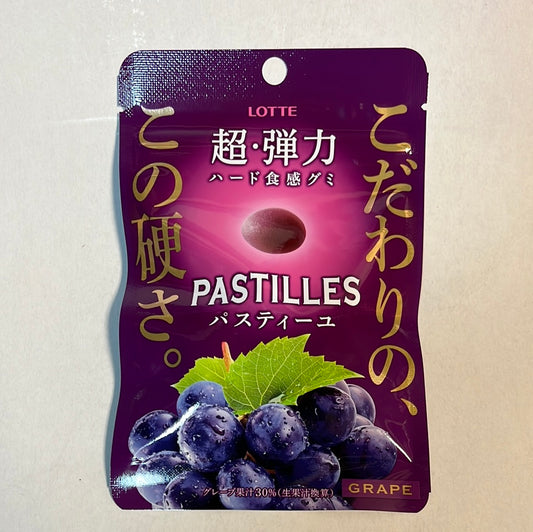 LOTTE
超・弾力
ハード食感グミ
こだわりの、
この硬さ。
PASTILLES
パスティーユ
グレープ果汁30%(生果汁換算)
GRAPE